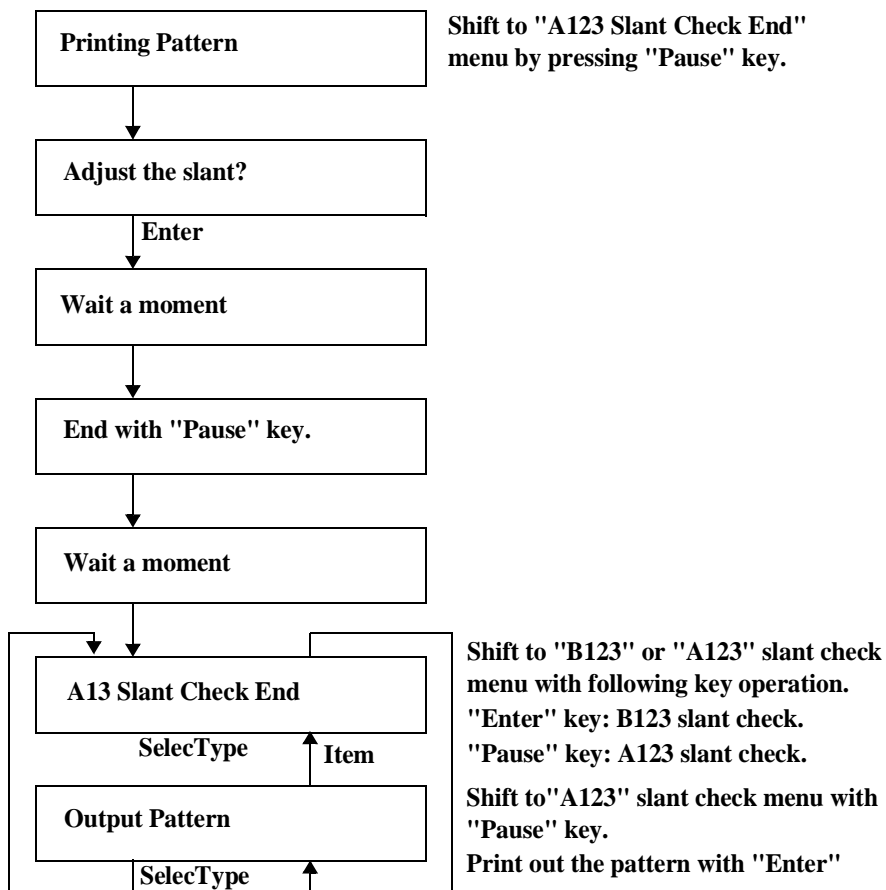 Printing Pattern
Shift to "A123 Slant Check End"
menu by pressing "Pause" key.
Adjust the slant?
Enter
Wait a moment
End with "Pause" key.
Wait a moment
A13 Slant Check End
Shift to "B123" or "A123" slant check
menu with following key operation.
"Enter" key: B123 slant check.
"Pause" key: A123 slant check.
SelecType
Item
Output Pattern
Shift to"A123" slant check menu with
"Pause" key.
Print out the pattern with "Enter"
SelecType